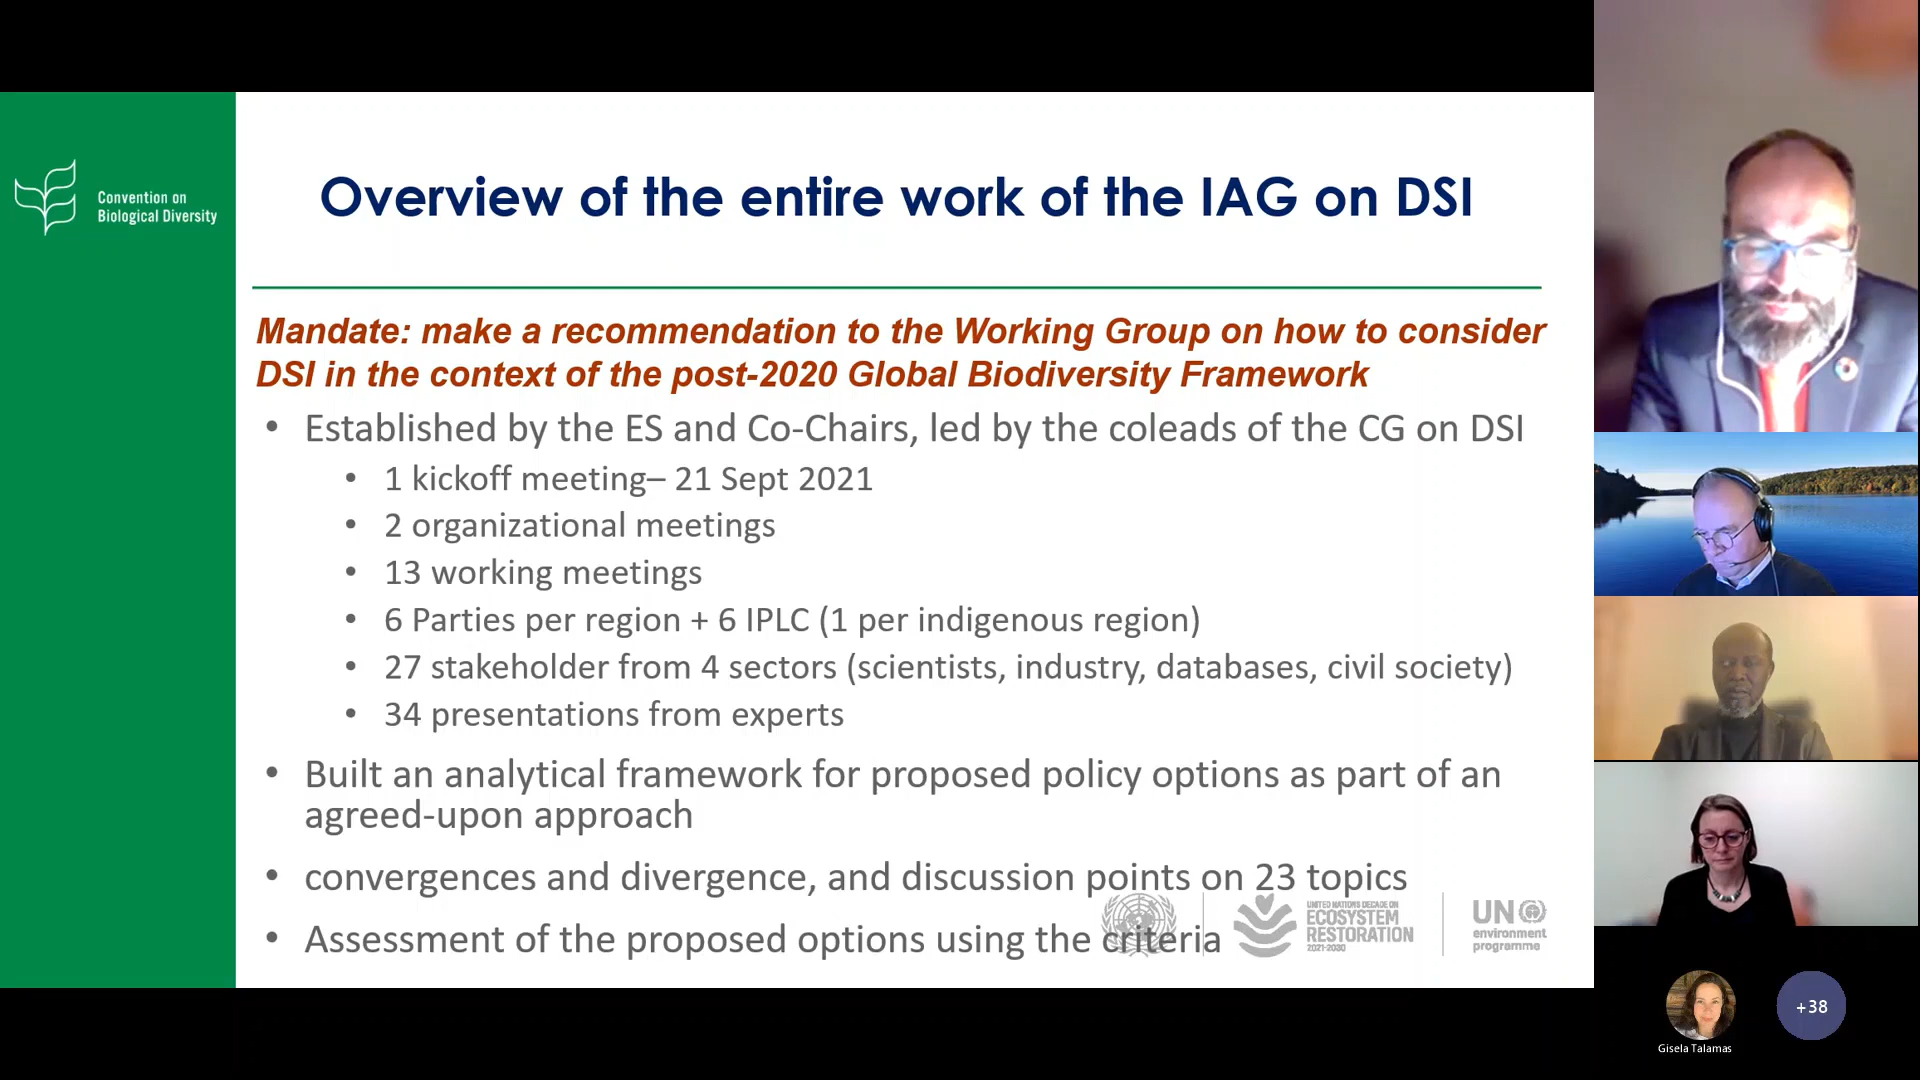 Convention on
Biological Diversity
Overview of the entire work of the IAG on DSI
Mandate: make a recommendation to the Working Group on how to consider
DSI in the context of the post-2020 Global Biodiversity Framework
• Established by the ES and Co-Chairs, led by the coleads of the CG on DSI
• 1 kickoff meeting– 21 Sept 2021
• 2 organizational meetings
• 13 working meetings
• 6 Parties per region + 6 IPLC (1 per indigenous region)
• 27 stakeholder from 4 sectors (scientists, industry, databases, civil society)
• 34 presentations from experts
• Built an analytical framework for proposed policy options as part of an
agreed-upon approach
• convergences and divergence, and discussion points on 23 topics
• Assessment of the proposed options using the criteria
UNITED NATIONS DECADE ON
ECOSYSTEM
RESTORATION
2021-2030
UN
environment
programme
+38
Gisela Talamas